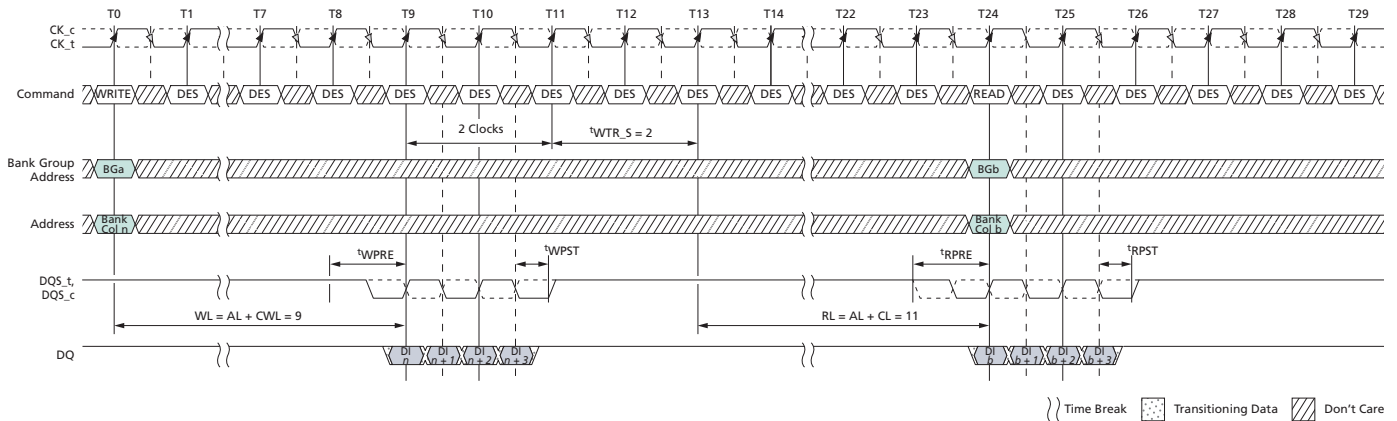 T0 T1 T7 T8 T9 T10 T11 T12 T13 T14 T22 T23 T24 T25 T26 T27 T28 T29
CK_c
CK_t
Command WRITE DES DES DES DES DES DES DES DES DES DES DES READ DES DES DES DES DES
2 Clocks tWTR_S = 2
Bank Group
Address BGa BGb
Address Bank
Col n Bank
Col b
tWPRE tWPST tRPRE tRPST
DQS_t,
DQS_c
WL = AL + CWL = 9 RL = AL + CL = 11
DQ DI
n DI
n + 1 DI
n + 2 DI
n + 3 DI
b DI
b + 1 DI
b + 2 DI
b + 3
Time Break Transitioning Data Don't Care